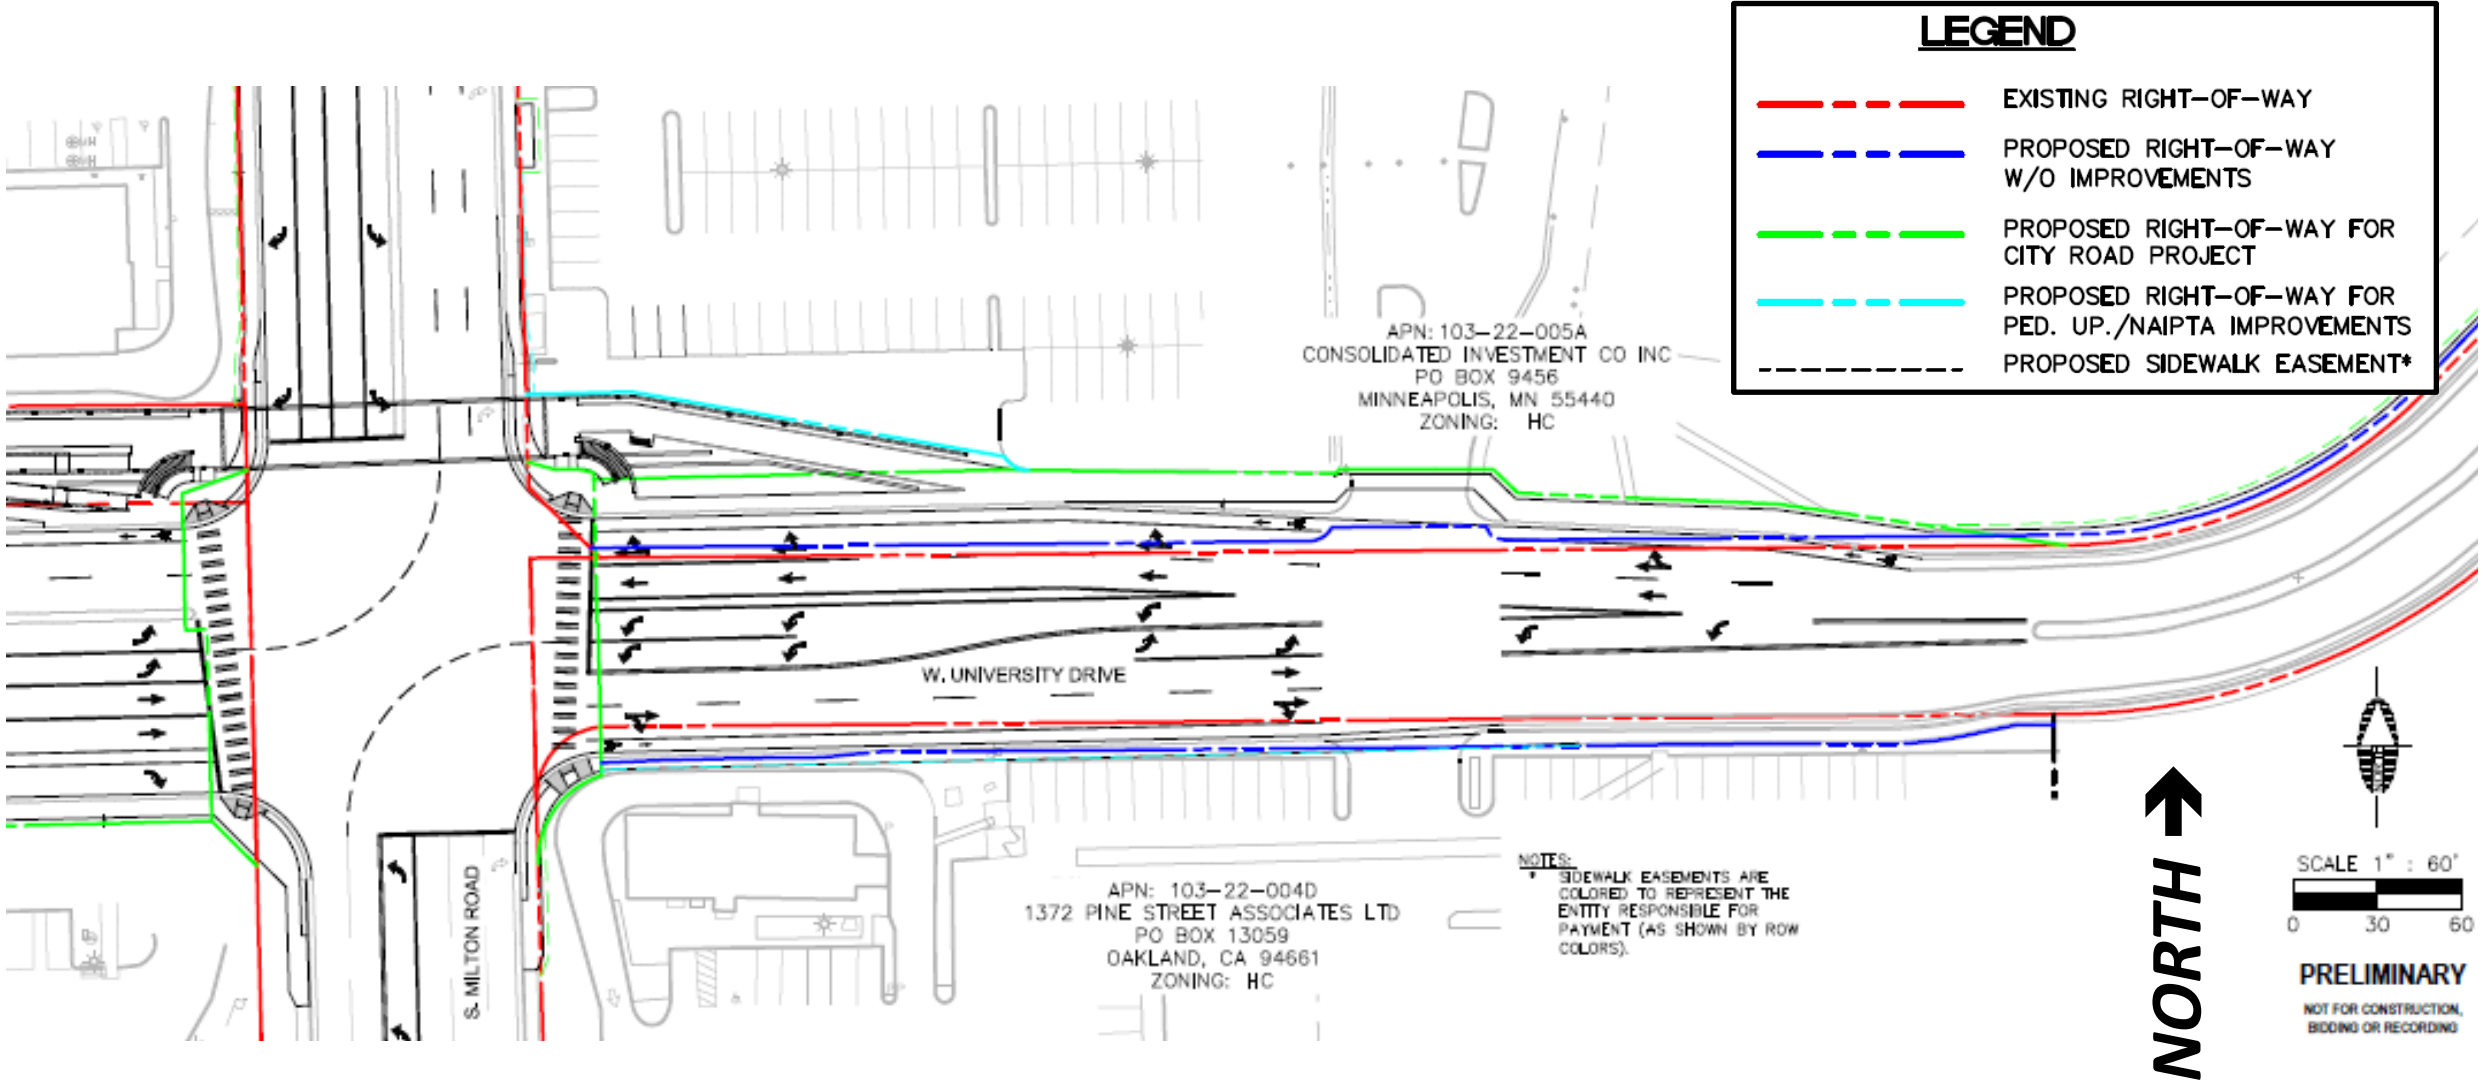 LEGEND
EXISTING RIGHT-OF-WAY
PROPOSED RIGHT-OF-WAY
W/O IMPROVEMENTS
PROPOSED RIGHT-OF-WAY FOR
CITY ROAD PROJECT
PROPOSED RIGHT-OF-WAY FOR
PED. UP./NAIPTA IMPROVEMENTS
PROPOSED SIDEWALK EASEMENT*
APN: 103-22-005A
CONSOLIDATED INVESTMENT CO INC
PO BOX 9456
MINNEAPOLIS, MN 55440
ZONING: HC
W. UNIVERSITY DRIVE
S. MILTON ROAD
APN: 103-22-004D
1372 PINE STREET ASSOCIATES LTD
PO BOX 13059
OAKLAND, CA 94661
ZONING: HC
NOTES:
* SIDEWALK EASEMENTS ARE
COLORED TO REPRESENT THE
ENTITY RESPONSIBLE FOR
PAYMENT (AS SHOWN BY ROW
COLORS).
NORTH
SCALE 1" : 60'
0 30 60
PRELIMINARY
NOT FOR CONSTRUCTION,
BIDDING OR RECORDING